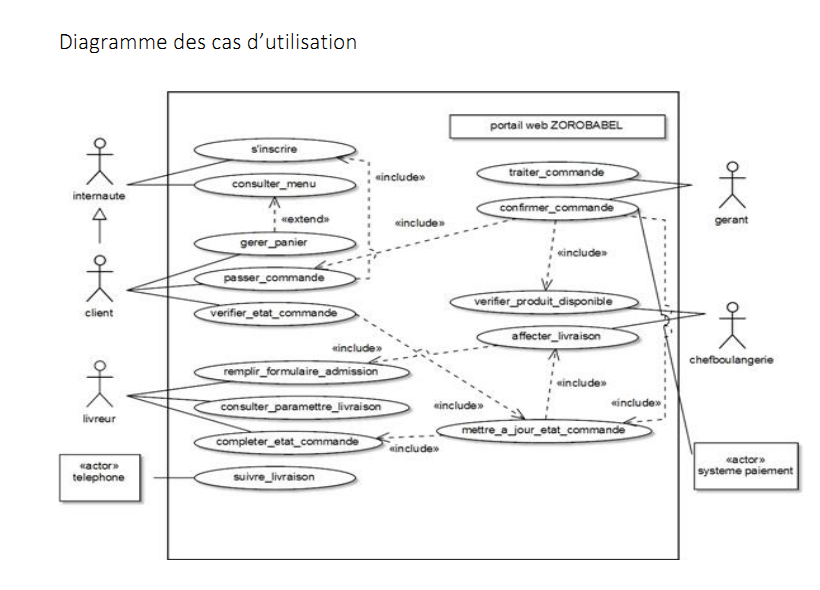 Diagramme des cas d’utilisation
portail web ZOROBABEL
s'inscrire
traiter_commande
«include»
consulter_menu
internaute
confirmer_commande
gerant
«extend»
«include»
gerer_panier
«include»
passer_commande
verifier_produit_disponible
client
verifier_etat_commande
affecter_livraison
«include»
chefboulangerie
remplir_formulaire_admission
«include»
consulter_paramettre_livraison
«include»
«include»
livreur
mettre_a_jour_etat_commande
completer_etat_commande
«include»
«actor»
telephone
suivre_livraison
«actor»
systeme paiement